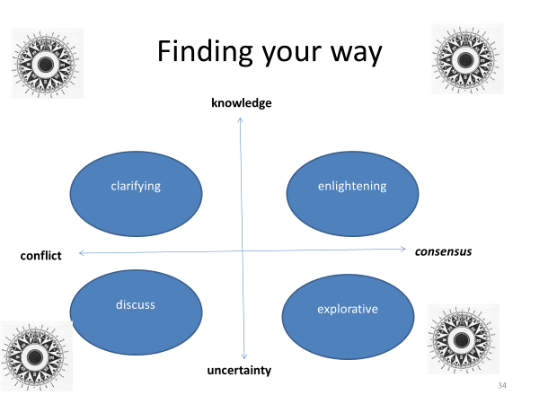 Finding your way
knowledge
clarifying
enlightening
conflict
consensus
discuss
explorative
uncertainty
34